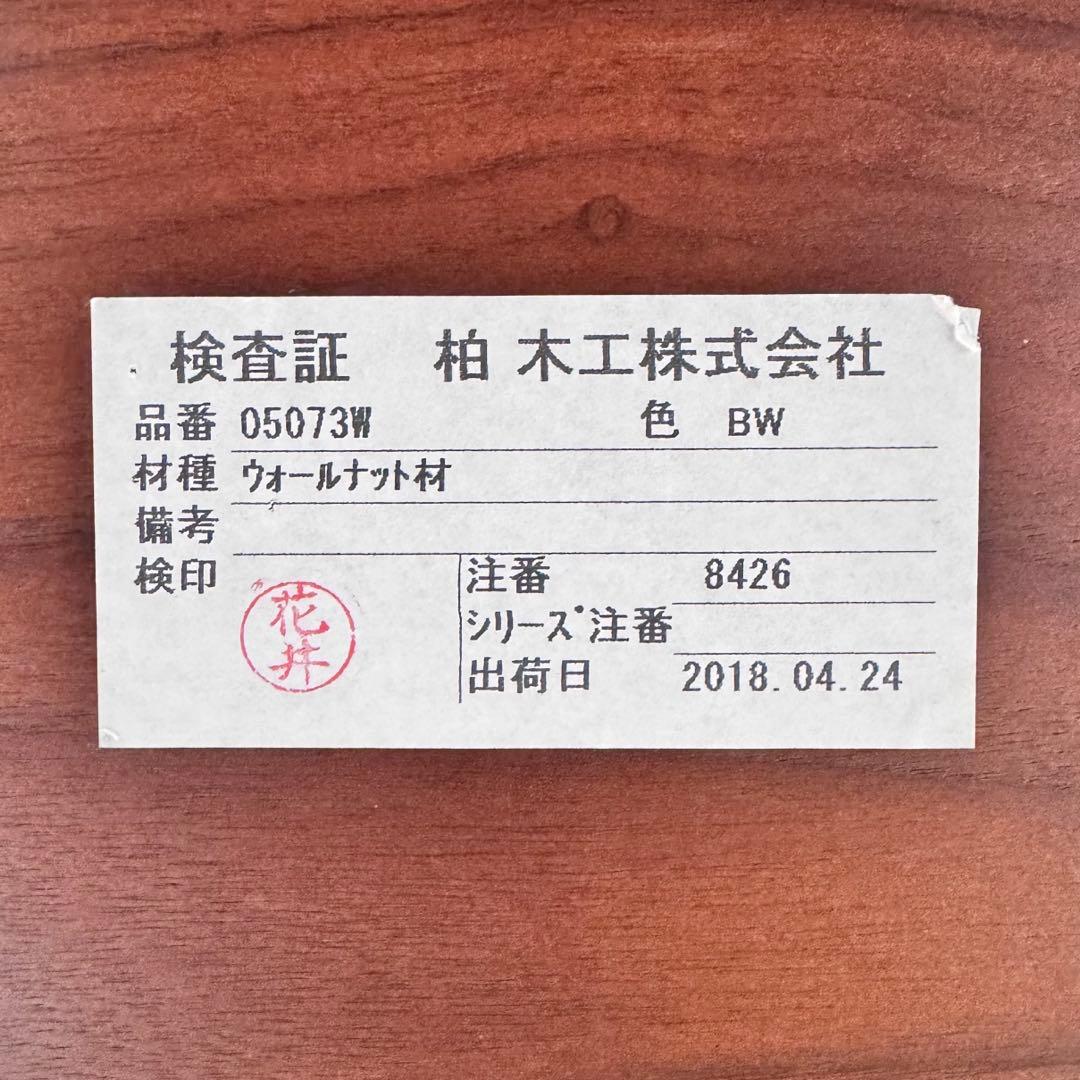 検査証 柏木工株式会社
品番 05073W 色 BW
材種 ウォールナット材
備考
検印
花井
注番 8426
シリーズ注番
出荷日 2018.04.24